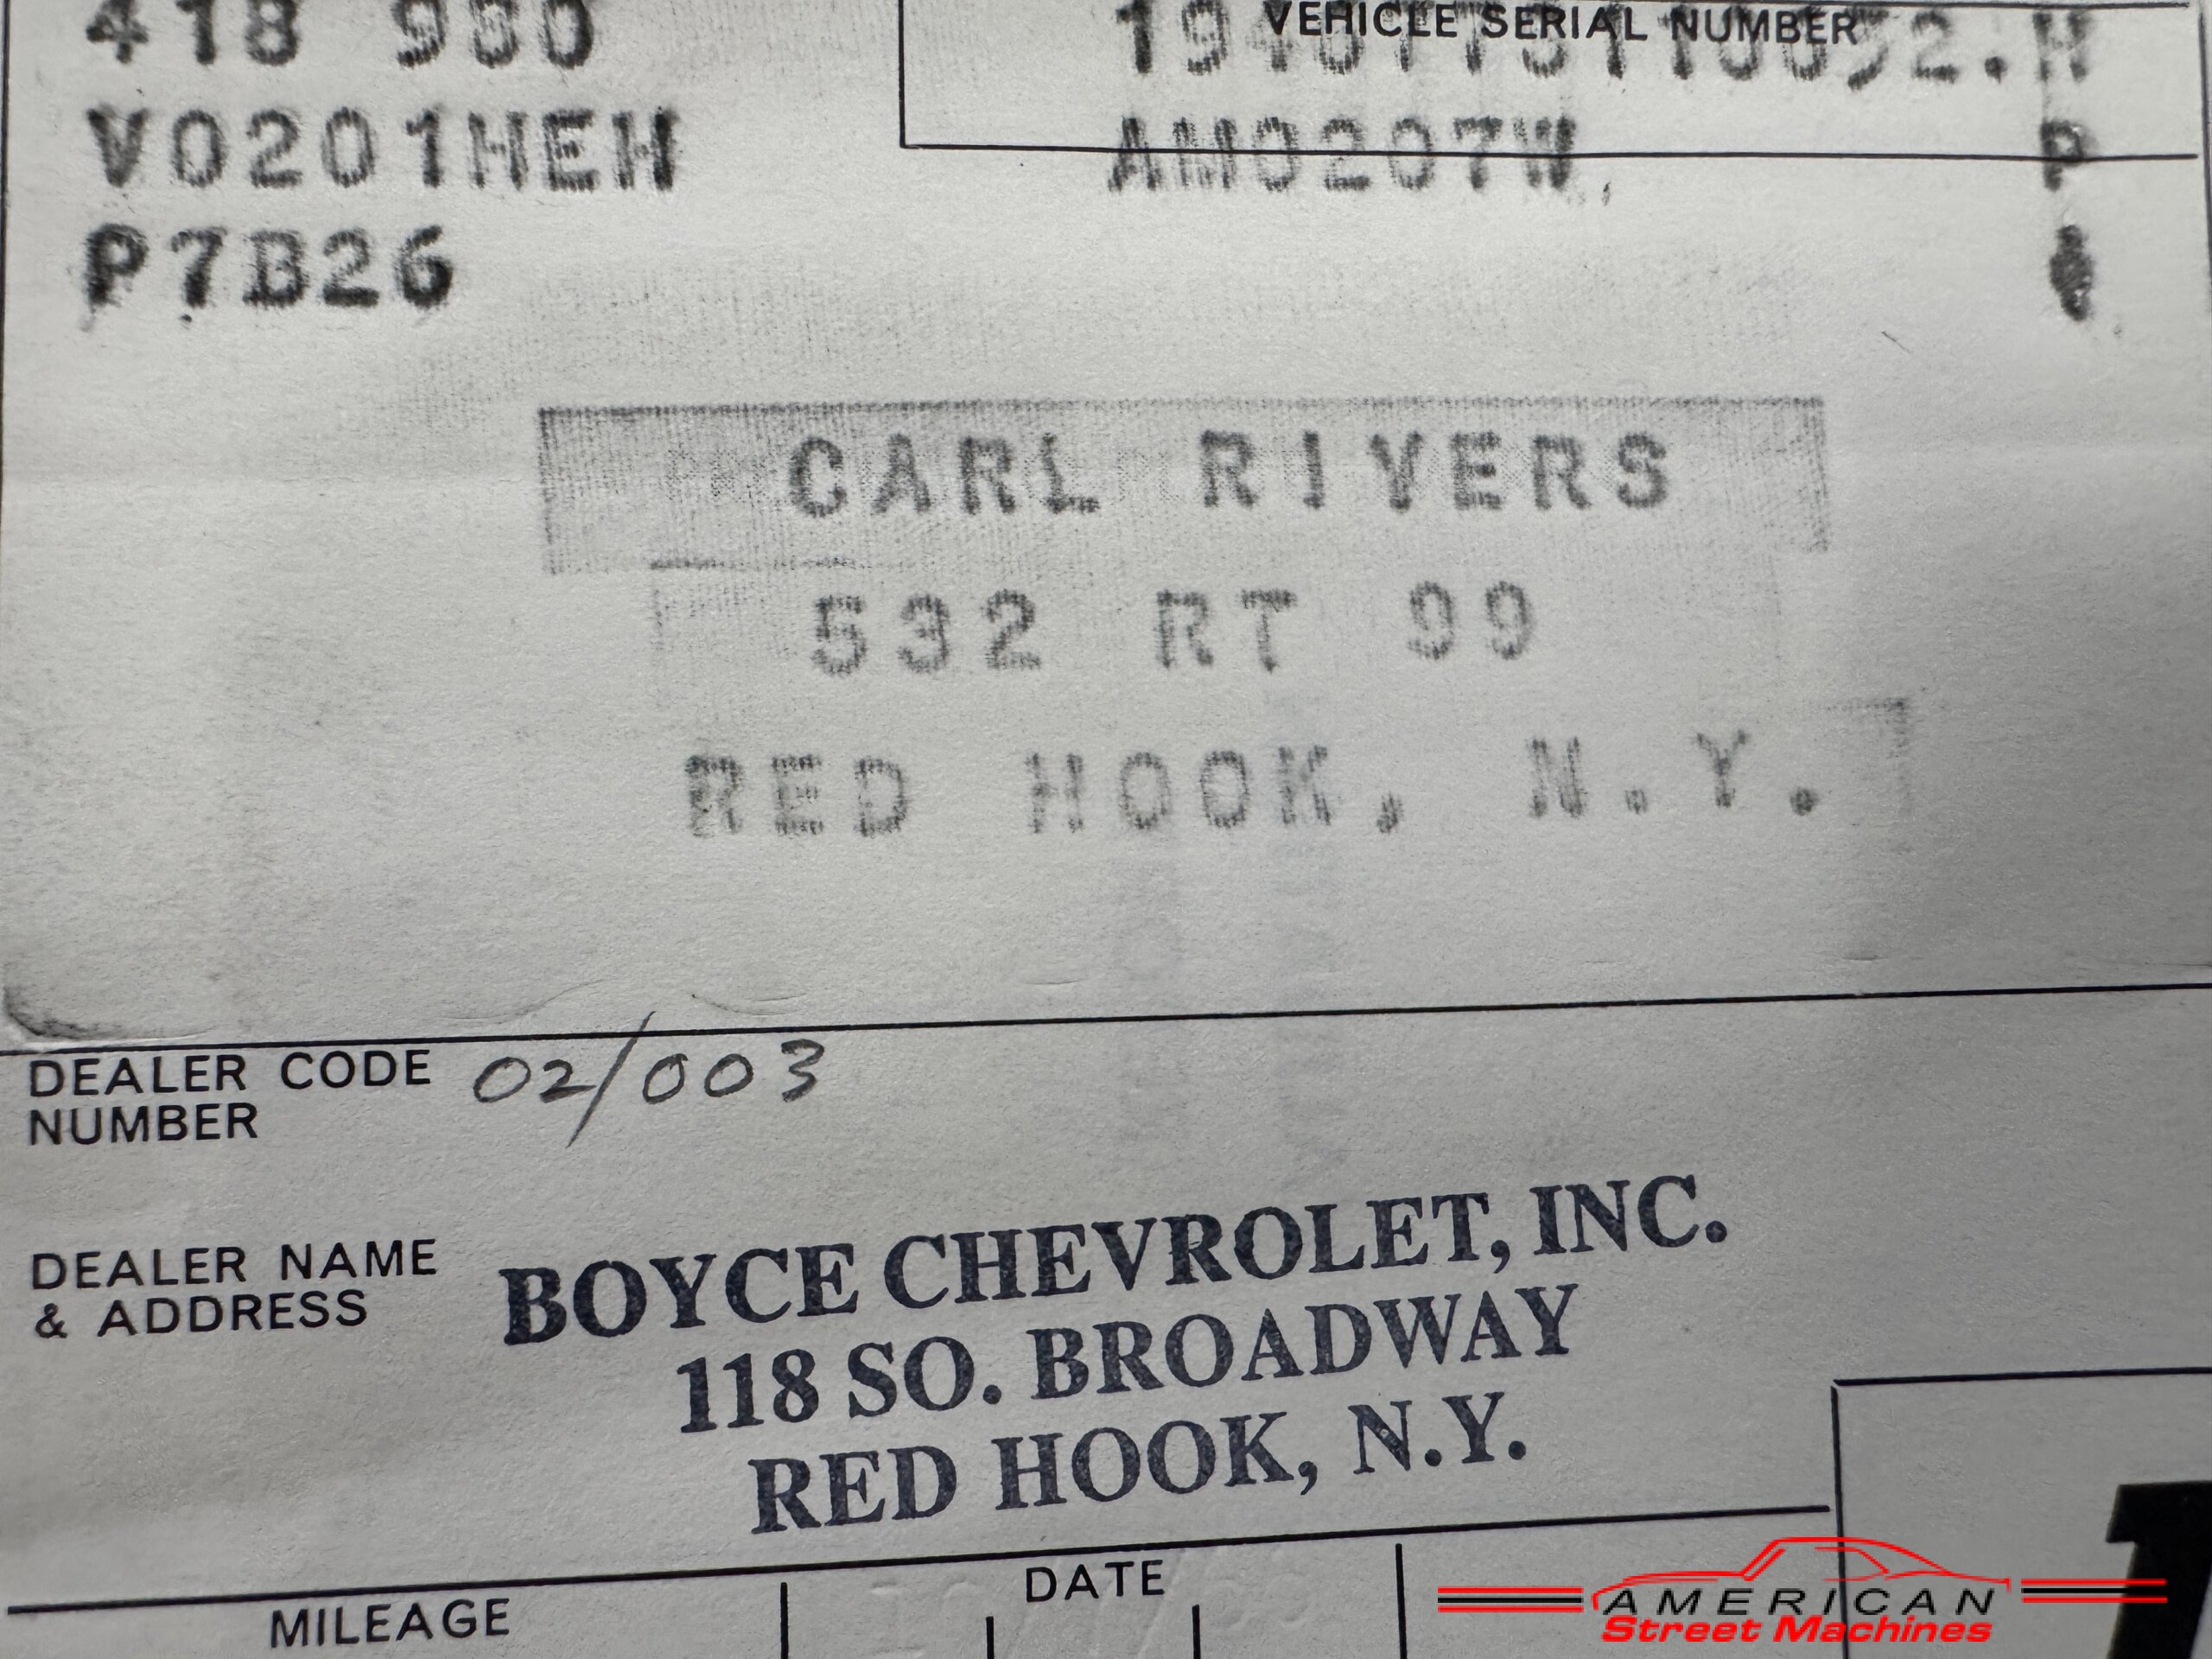 VEHICLE SERIAL NUMBER
418 980
V0201HEH AM0207W P
P7B26
CARL RIVERS
532 RT 99
RED HOOK, N.Y.
DEALER CODE NUMBER 02/003
DEALER NAME & ADDRESS
BOYCE CHEVROLET, INC.
118 SO. BROADWAY
RED HOOK, N.Y.
MILEAGE
DATE
AMERICAN
Street Machines